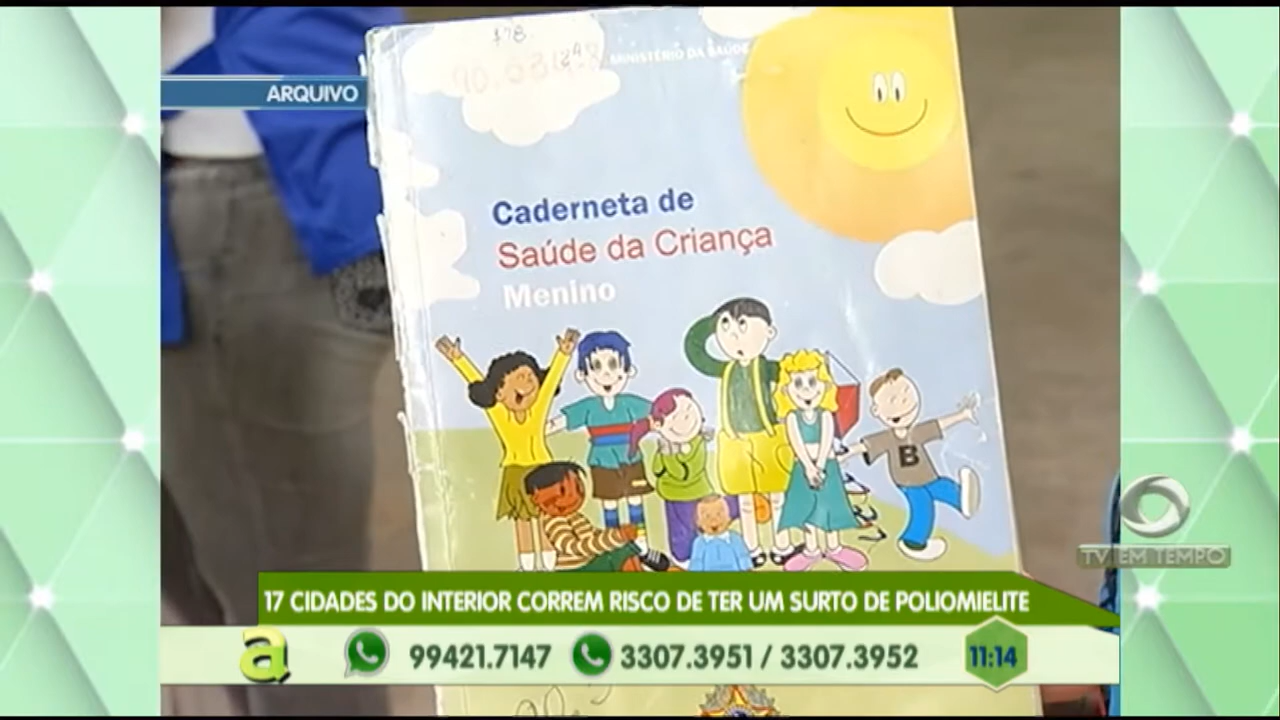 178
MINISTÉRIO DA SAÚDE
ARQUIVO
Caderneta de
Saúde da Criança
Menino
B
TV EM TEMPO
17 CIDADES DO INTERIOR CORREM RISCO DE TER UM SURTO DE POLIOMIELITE
a 99421.7147 3307.3951 / 3307.3952 11:14